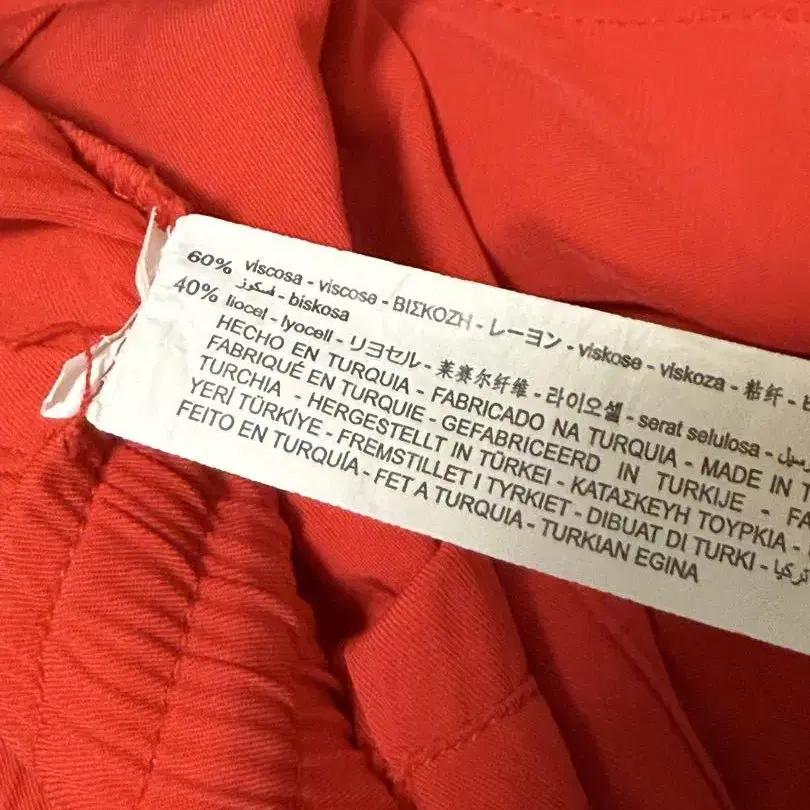 60% viscosa - viscose - ΒΙΣΚΟΖΗ - レーヨン - viskose - viskoza - 粘纤
فسكوز - biskosa
40% liocel - lyocell - リヨセル - 莱赛尔纤维 - 라이오셀 - serat selulosa -
HECHO EN TURQUIA - FABRICADO NA TURQUIA - MADE IN
FABRIQUÉ EN TURQUIE - GEFABRICEERD IN TURKIJE -
TURCHIA - HERGESTELLT IN TÜRKEI - ΚΑΤΑΣΚΕΥΗ ΤΟΥΡΚΙΑ -
YERİ TÜRKİYE - FREMSTILLET I TYRKIET - DIBUAT DI TURKI -
FEITO EN TURQUÍA - FET A TURQUIA - TURKIAN EGINA